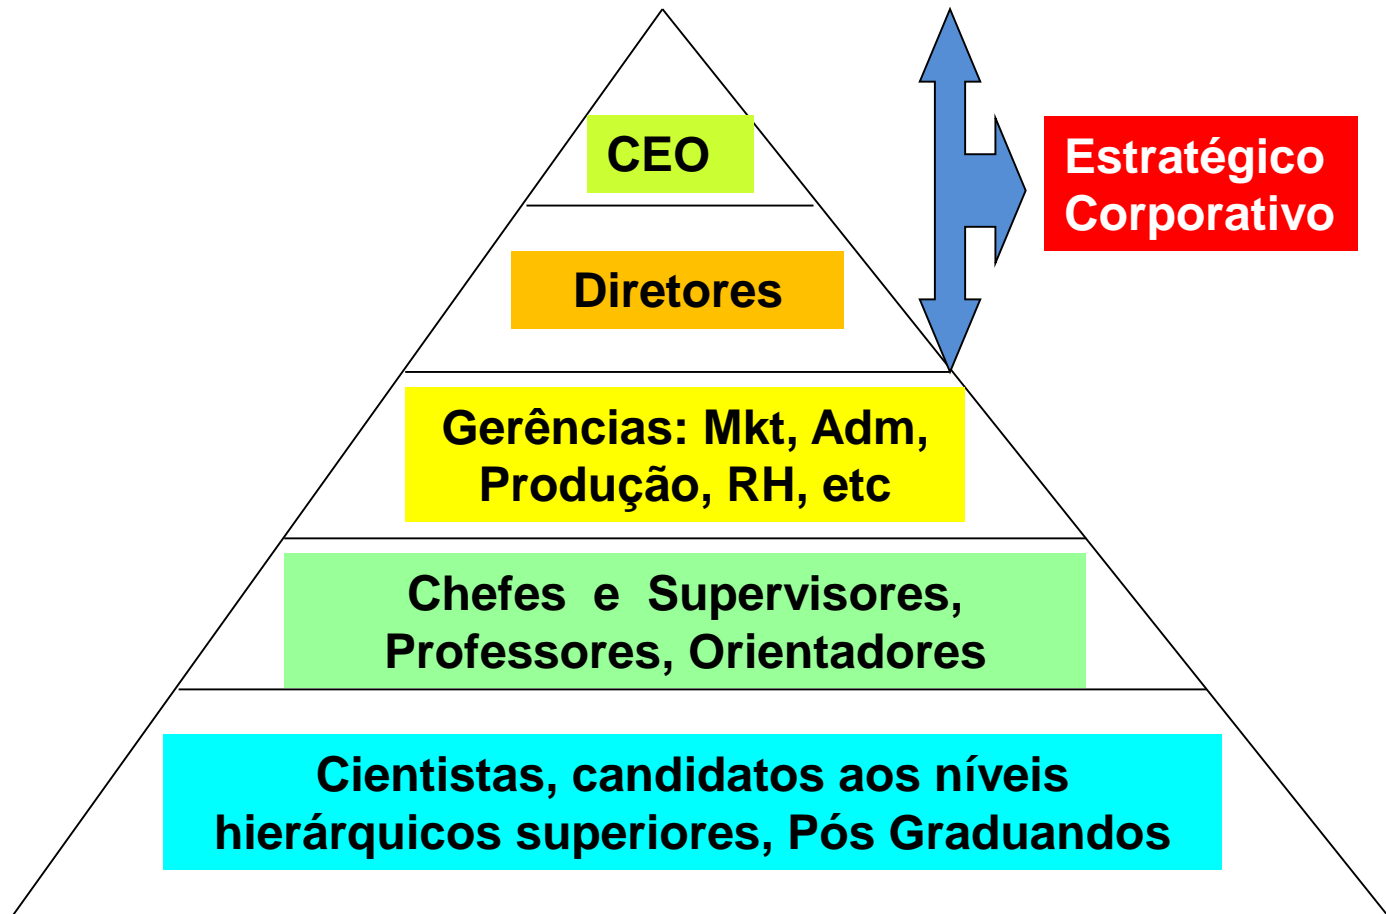 CEO
Estratégico
Corporativo
Diretores
Gerências: Mkt, Adm,
Produção, RH, etc
Chefes e Supervisores,
Professores, Orientadores
Cientistas, candidatos aos níveis
hierárquicos superiores, Pós Graduandos